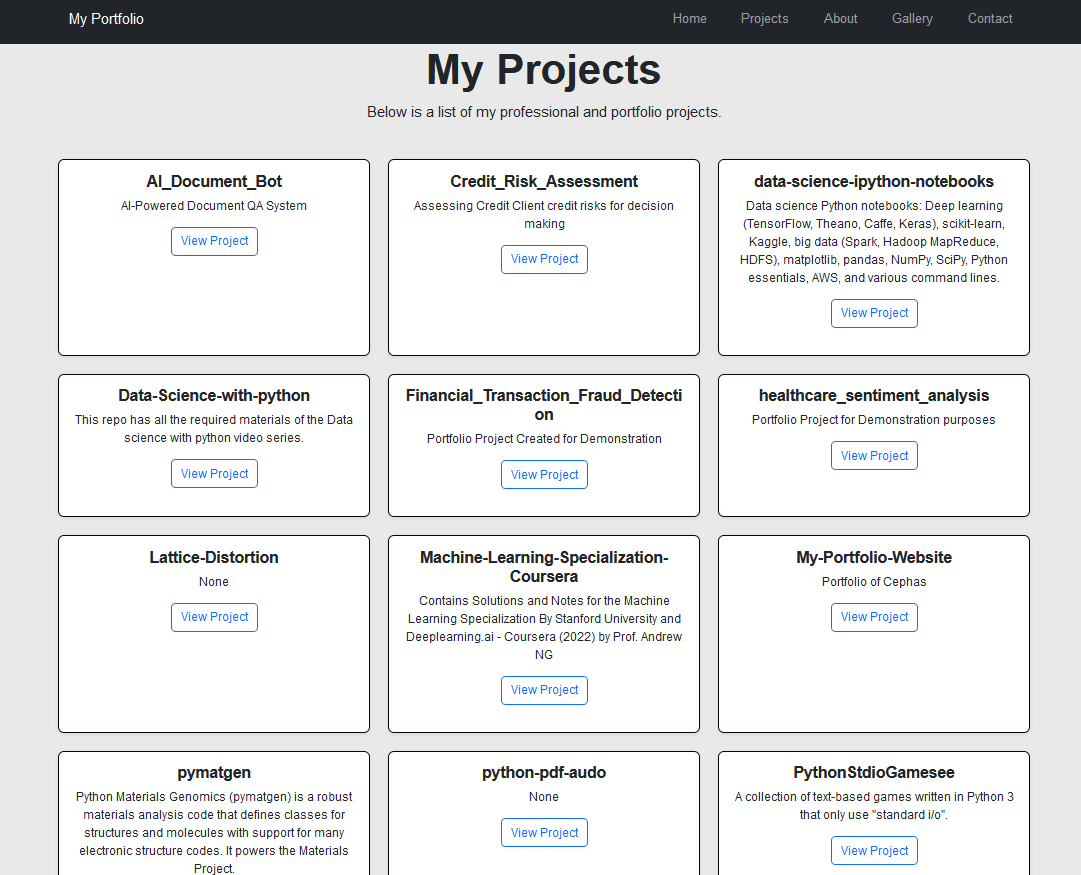 My Portfolio
Home
Projects
About
Gallery
Contact
My Projects
Below is a list of my professional and portfolio projects.
AI_Document_Bot
AI-Powered Document QA System
View Project
Credit_Risk_Assessment
Assessing Credit Client credit risks for decision
making
View Project
data-science-ipython-notebooks
Data science Python notebooks: Deep learning
(TensorFlow, Theano, Caffe, Keras), scikit-learn,
Kaggle, big data (Spark, Hadoop MapReduce,
HDFS), matplotlib, pandas, NumPy, SciPy, Python
essentials, AWS, and various command lines.
View Project
Data-Science-with-python
This repo has all the required materials of the Data
science with python video series.
View Project
Financial_Transaction_Fraud_Detecti
on
Portfolio Project Created for Demonstration
View Project
healthcare_sentiment_analysis
Portfolio Project for Demonstration purposes
View Project
Lattice-Distortion
None
View Project
Machine-Learning-Specialization-
Coursera
Contains Solutions and Notes for the Machine
Learning Specialization By Stanford University and
Deeplearning.ai - Coursera (2022) by Prof. Andrew
NG
View Project
My-Portfolio-Website
Portfolio of Cephas
View Project
pymatgen
Python Materials Genomics (pymatgen) is a robust
materials analysis code that defines classes for
structures and molecules with support for many
electronic structure codes. It powers the Materials
Project.
python-pdf-audo
None
View Project
PythonStdioGamesee
A collection of text-based games written in Python 3
that only use "standard i/o".
View Project